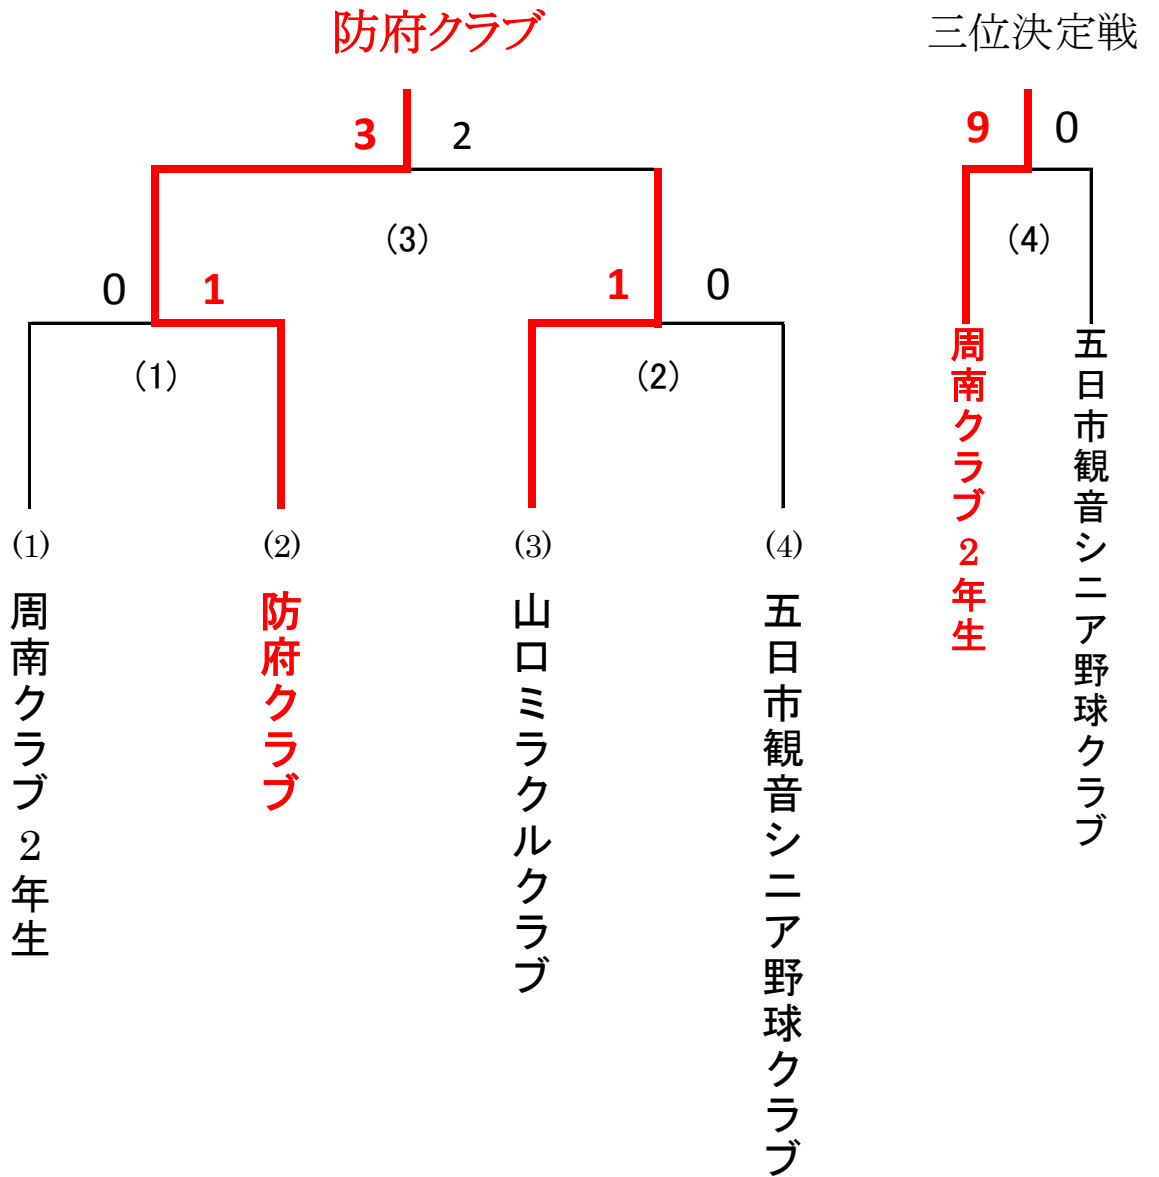 防府クラブ
三位決定戦
3 2
9 0
(3)
(4)
0 1
1 0
(1)
(2)
周南クラブ2年生
五日市観音シニア野球クラブ
(1)
(2)
(3)
(4)
周南クラブ2年生
防府クラブ
山口ミラクルクラブ
五日市観音シニア野球クラブ